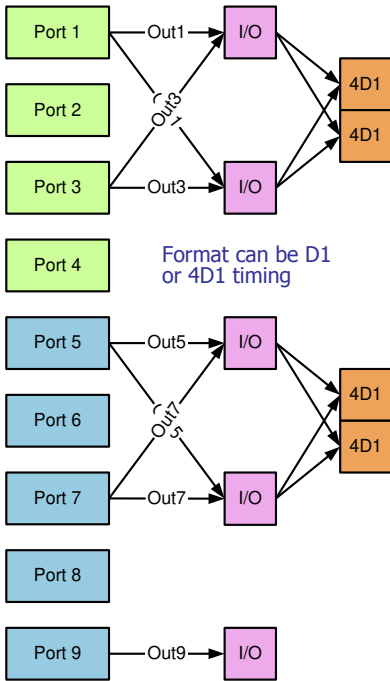 Port 1
Out1
I/O
4D1
Port 2
Out3
4D1
Port 3
Out3
I/O
Port 4
Format can be D1
or 4D1 timing
Port 5
Out5
I/O
4D1
Port 6
Out7
4D1
Port 7
Out7
I/O
Port 8
Port 9
Out9
I/O